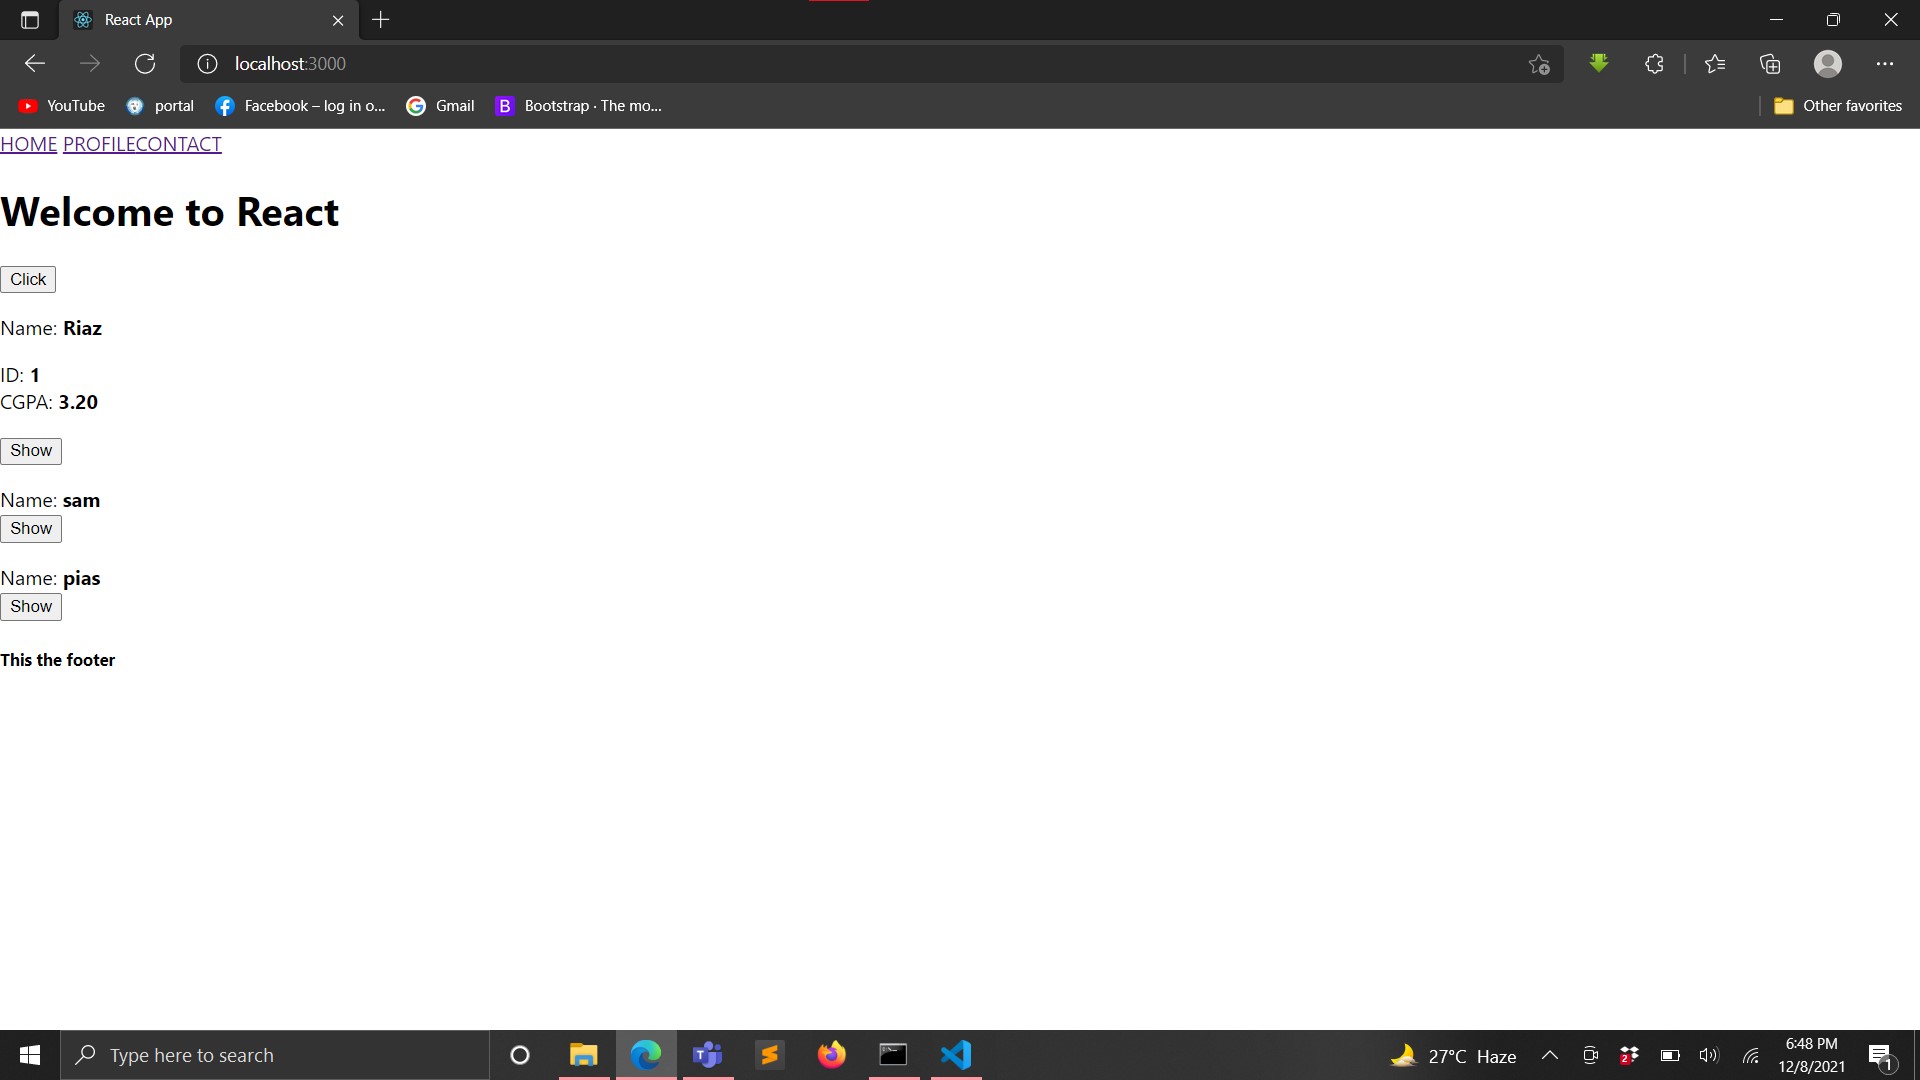 React App
localhost:3000
YouTube portal Facebook – log in o... Gmail B Bootstrap · The mo... Other favorites
HOME PROFILECONTACT
Welcome to React
Click
Name: Riaz
ID: 1
CGPA: 3.20
Show
Name: sam
Show
Name: pias
Show
This the footer
Type here to search
27°C Haze
2
6:48 PM
12/8/2021
1